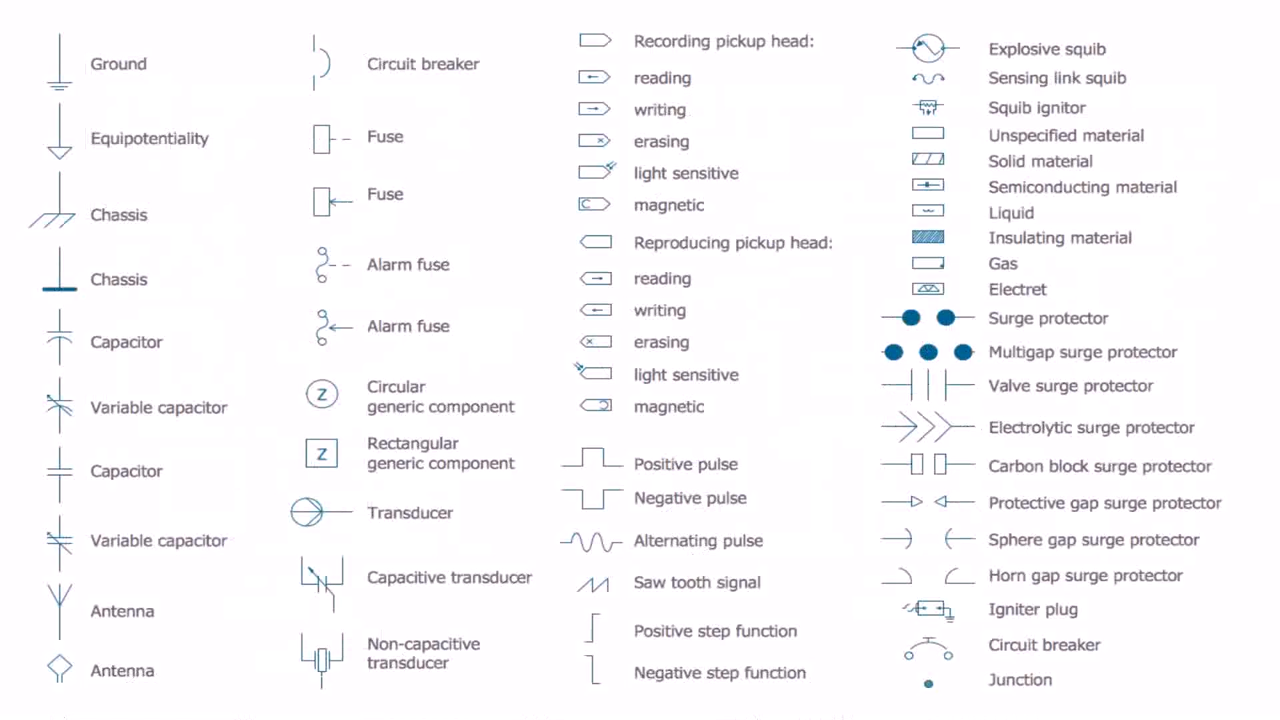 Ground
Equipotentiality
Chassis
Chassis
Capacitor
Variable capacitor
Capacitor
Variable capacitor
Antenna
Antenna
Circuit breaker
Fuse
Fuse
Alarm fuse
Alarm fuse
Z
Circular
generic component
Z
Rectangular
generic component
Transducer
Capacitive transducer
Non-capacitive
transducer
Recording pickup head:
reading
writing
erasing
light sensitive
magnetic
Reproducing pickup head:
reading
writing
erasing
light sensitive
magnetic
Positive pulse
Negative pulse
Alternating pulse
Saw tooth signal
Positive step function
Negative step function
Explosive squib
Sensing link squib
Squib ignitor
Unspecified material
Solid material
Semiconducting material
Liquid
Insulating material
Gas
Electret
Surge protector
Multigap surge protector
Valve surge protector
Electrolytic surge protector
Carbon block surge protector
Protective gap surge protector
Sphere gap surge protector
Horn gap surge protector
Igniter plug
Circuit breaker
Junction